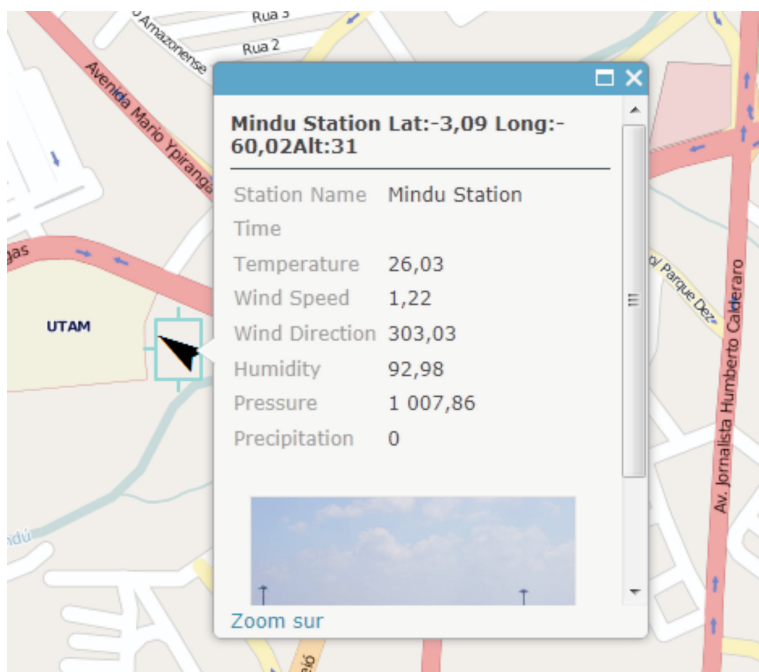 Rua 3
Amazonense
Rua 2
Avenida Mario Ypiranga
Mindu Station Lat:-3,09 Long:-
60,02Alt:31
Station Name Mindu Station
Time
Temperature 26,03
Wind Speed 1,22
Wind Direction 303,03
Humidity 92,98
Pressure 1 007,86
Precipitation 0
Zoom sur
gas
UTAM
Parque Dez
Av. Jornalista Humberto Calderaro
ndú